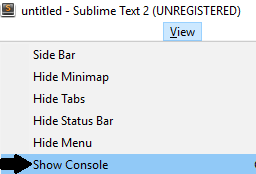 untitled - Sublime Text 2 (UNREGISTERED)
View
Side Bar
Hide Minimap
Hide Tabs
Hide Status Bar
Hide Menu
Show Console